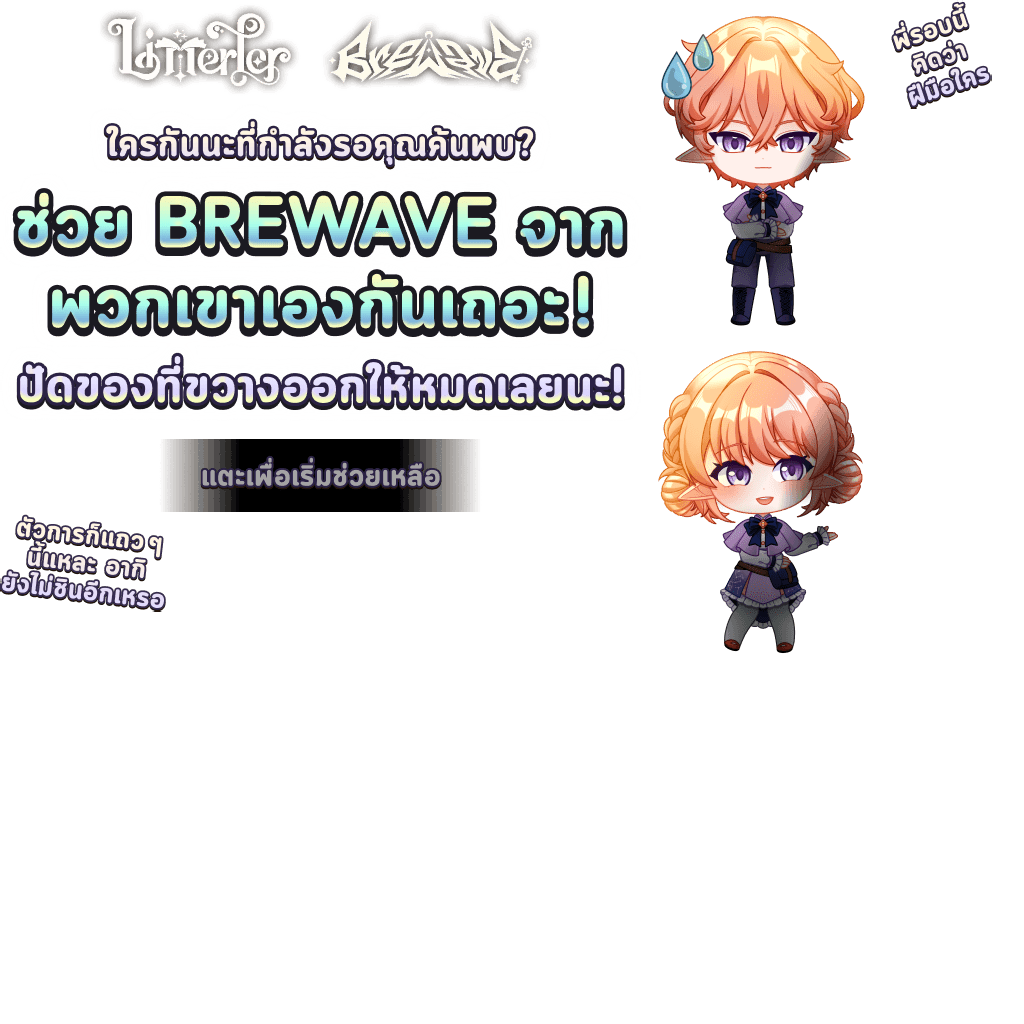 LitterLer
BREWAVE
ใครกันนะที่กำลังรอคุณค้นพบ?
ช่วย BREWAVE จาก
พวกเขาเองกันเถอะ!
ปัดของที่ขวางออกให้หมดเลยนะ!
แตะเพื่อเริ่มช่วยเหลือ
ตัวการก็แถว ๆ
นี้แหละ อากิ
ยังไม่ชินอีกเหรอ
พี่รอบนี้
คิดว่า
ฝีมือใคร